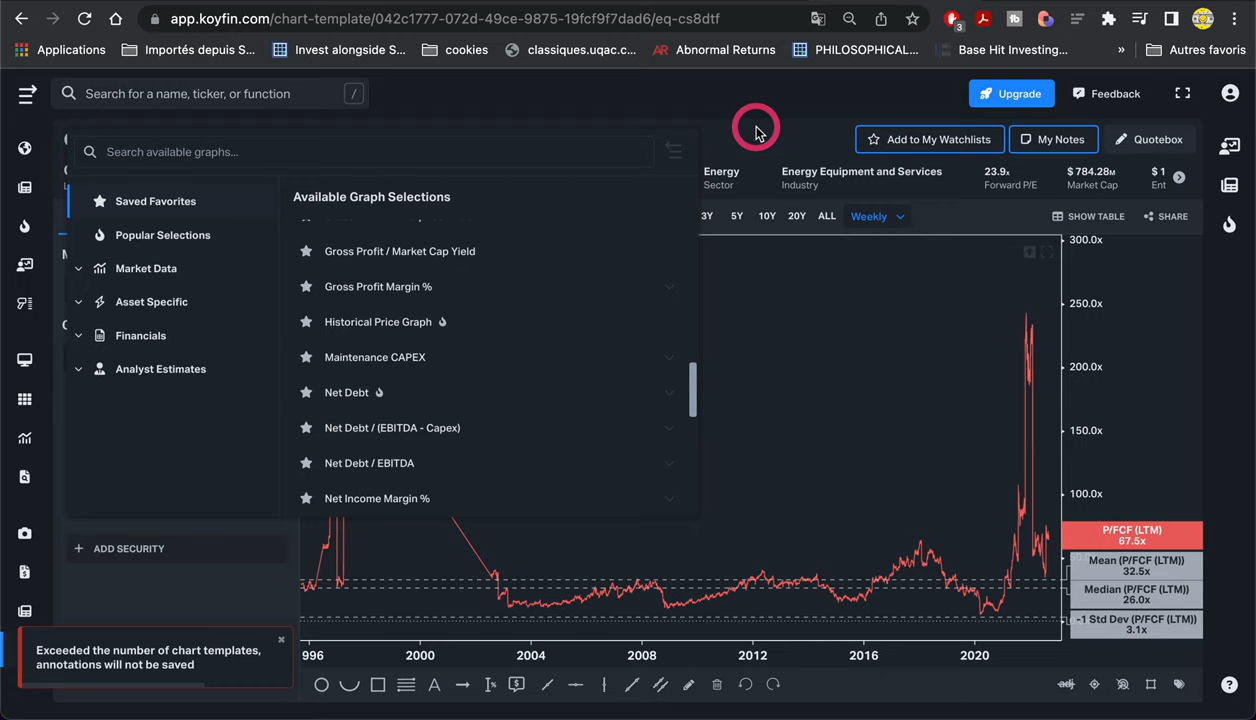 app.koyfin.com/chart-template/042c1777-072d-49ce-9875-19fcf9f7dad6/eq-cs8dtf
3
Applications
Importés depuis S...
Invest alongside S...
cookies
classiques.uqac.c...
AR Abnormal Returns
PHILOSOPHICAL...
Base Hit Investing...
»
Autres favoris
Search for a name, ticker, or function
/
Upgrade
Feedback
Search available graphs...
Add to My Watchlists
My Notes
Quotebox
Energy
Sector
Energy Equipment and Services
Industry
23.9x
Forward P/E
$ 784.28M
Market Cap
$ 1
Ent
Saved Favorites
Popular Selections
Market Data
Asset Specific
Financials
Analyst Estimates
Available Graph Selections
Gross Profit / Market Cap Yield
Gross Profit Margin %
Historical Price Graph
Maintenance CAPEX
Net Debt
Net Debt / (EBITDA - Capex)
Net Debt / EBITDA
Net Income Margin %
3Y
5Y
10Y
20Y
ALL
Weekly
SHOW TABLE
SHARE
300.0x
250.0x
200.0x
150.0x
100.0x
P/FCF (LTM)
67.5x
Mean (P/FCF (LTM))
32.5x
Median (P/FCF (LTM))
26.0x
-1 Std Dev (P/FCF (LTM))
3.1x
+ ADD SECURITY
996
2000
2004
2008
2012
2016
2020
Exceeded the number of chart templates,
annotations will not be saved
adj